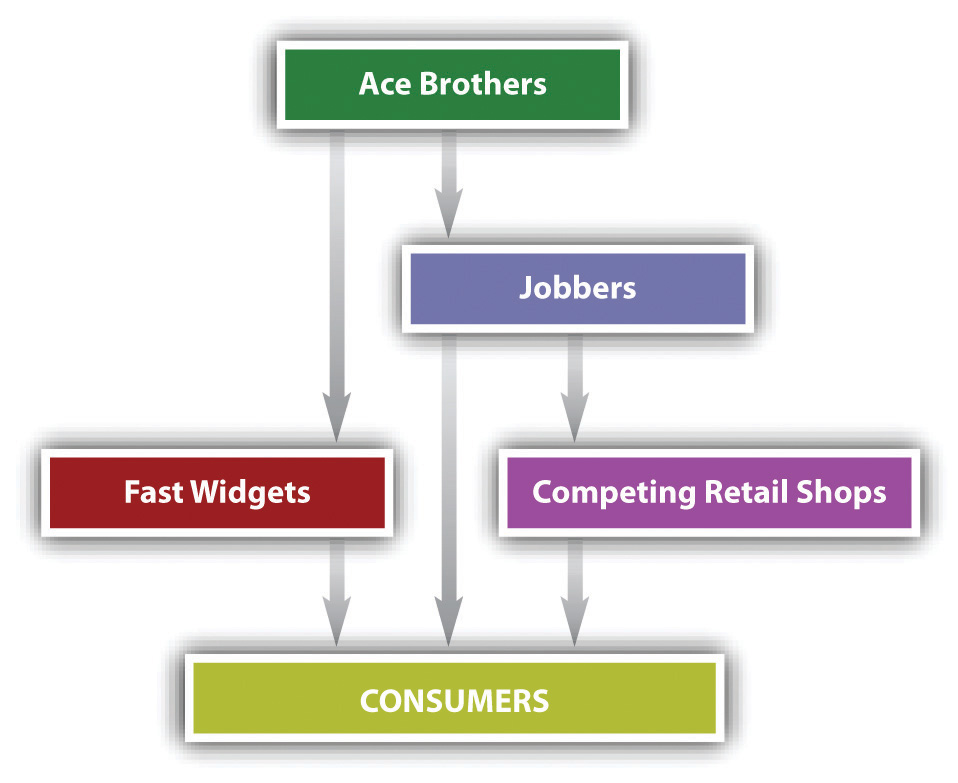 Ace Brothers
Jobbers
Fast Widgets
Competing Retail Shops
CONSUMERS